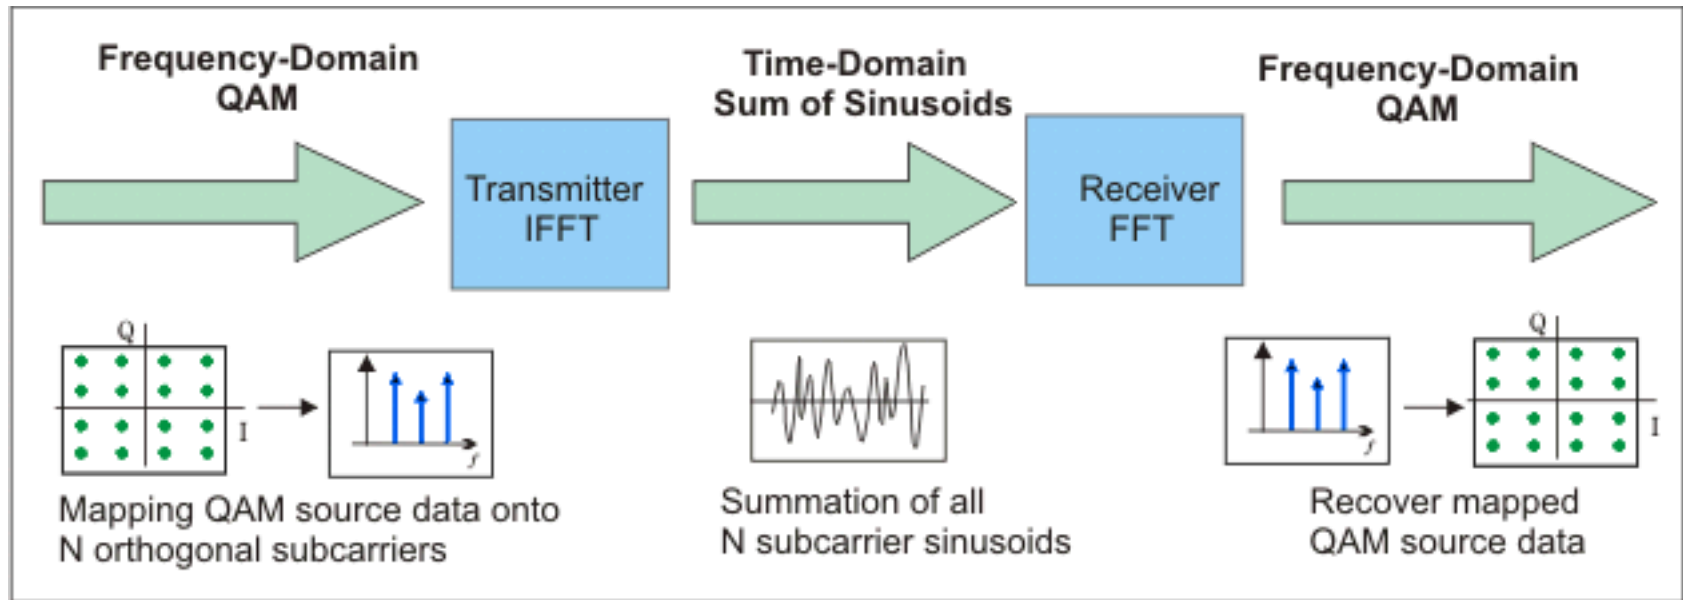 Frequency-Domain
QAM
Time-Domain
Sum of Sinusoids
Frequency-Domain
QAM
Transmitter
IFFT
Receiver
FFT
Q
I
f
Q
I
f
Mapping QAM source data onto
N orthogonal subcarriers
Summation of all
N subcarrier sinusoids
Recover mapped
QAM source data